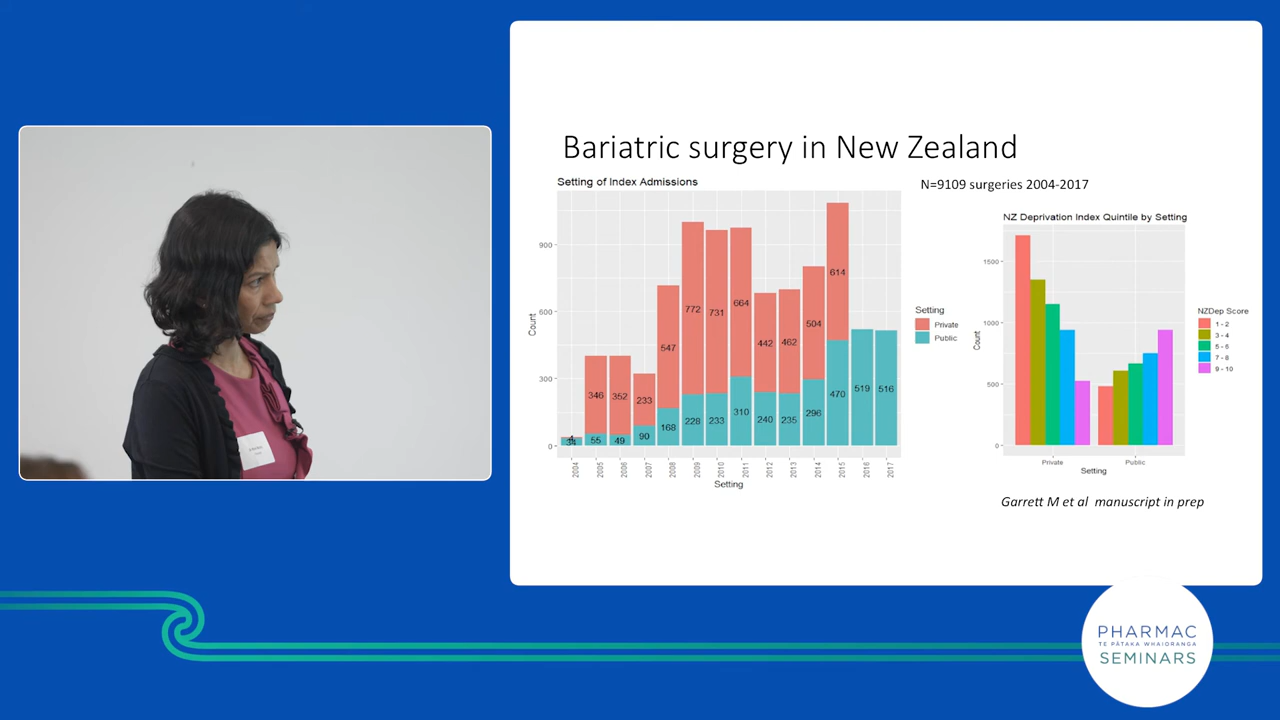 Bariatric surgery in New Zealand
Setting of Index Admissions
N=9109 surgeries 2004-2017
Count
900
600
300
0
346
352
233
547
772
731
664
442
462
504
614
34
55
49
90
168
228
233
310
240
235
296
470
519
516
2004
2005
2006
2007
2008
2009
2010
2011
2012
2013
2014
2015
2016
2017
Setting
Setting
Private
Public
NZ Deprivation Index Quintile by Setting
Count
1500
1000
500
0
Private
Public
Setting
NZDep Score
1 - 2
3 - 4
5 - 6
7 - 8
9 - 10
Garrett M et al manuscript in prep
PHARMAC
TE PĀTAKA WHAIORANGA
SEMINARS